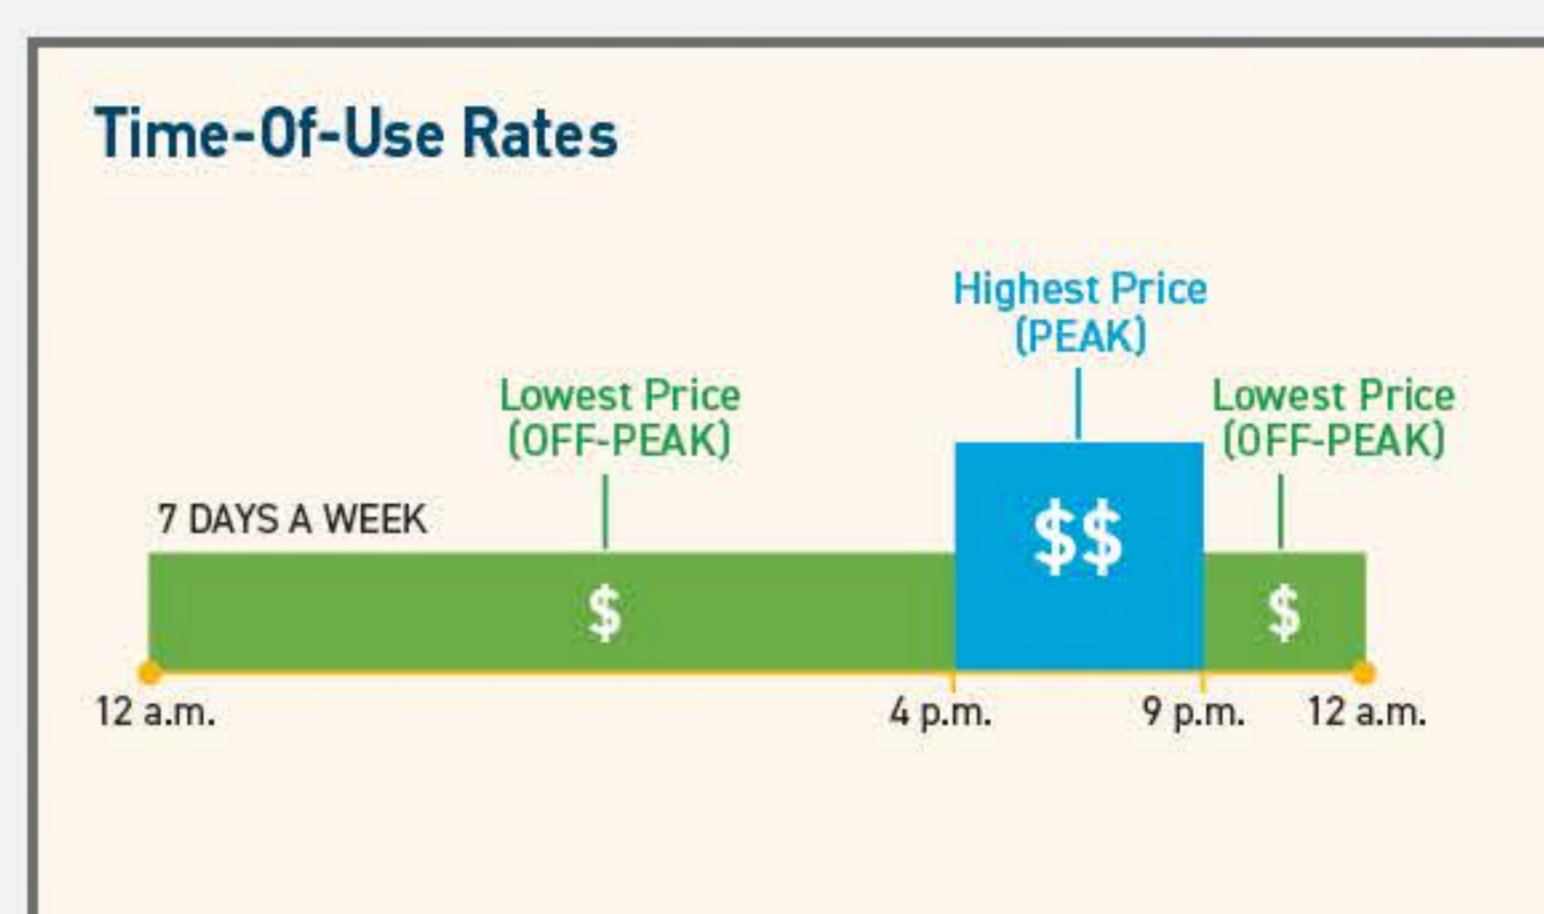 Time-Of-Use Rates
Highest Price
(PEAK)
Lowest Price
(OFF-PEAK)
Lowest Price
(OFF-PEAK)
7 DAYS A WEEK
$$
$
$
12 a.m.
4 p.m.
9 p.m.
12 a.m.